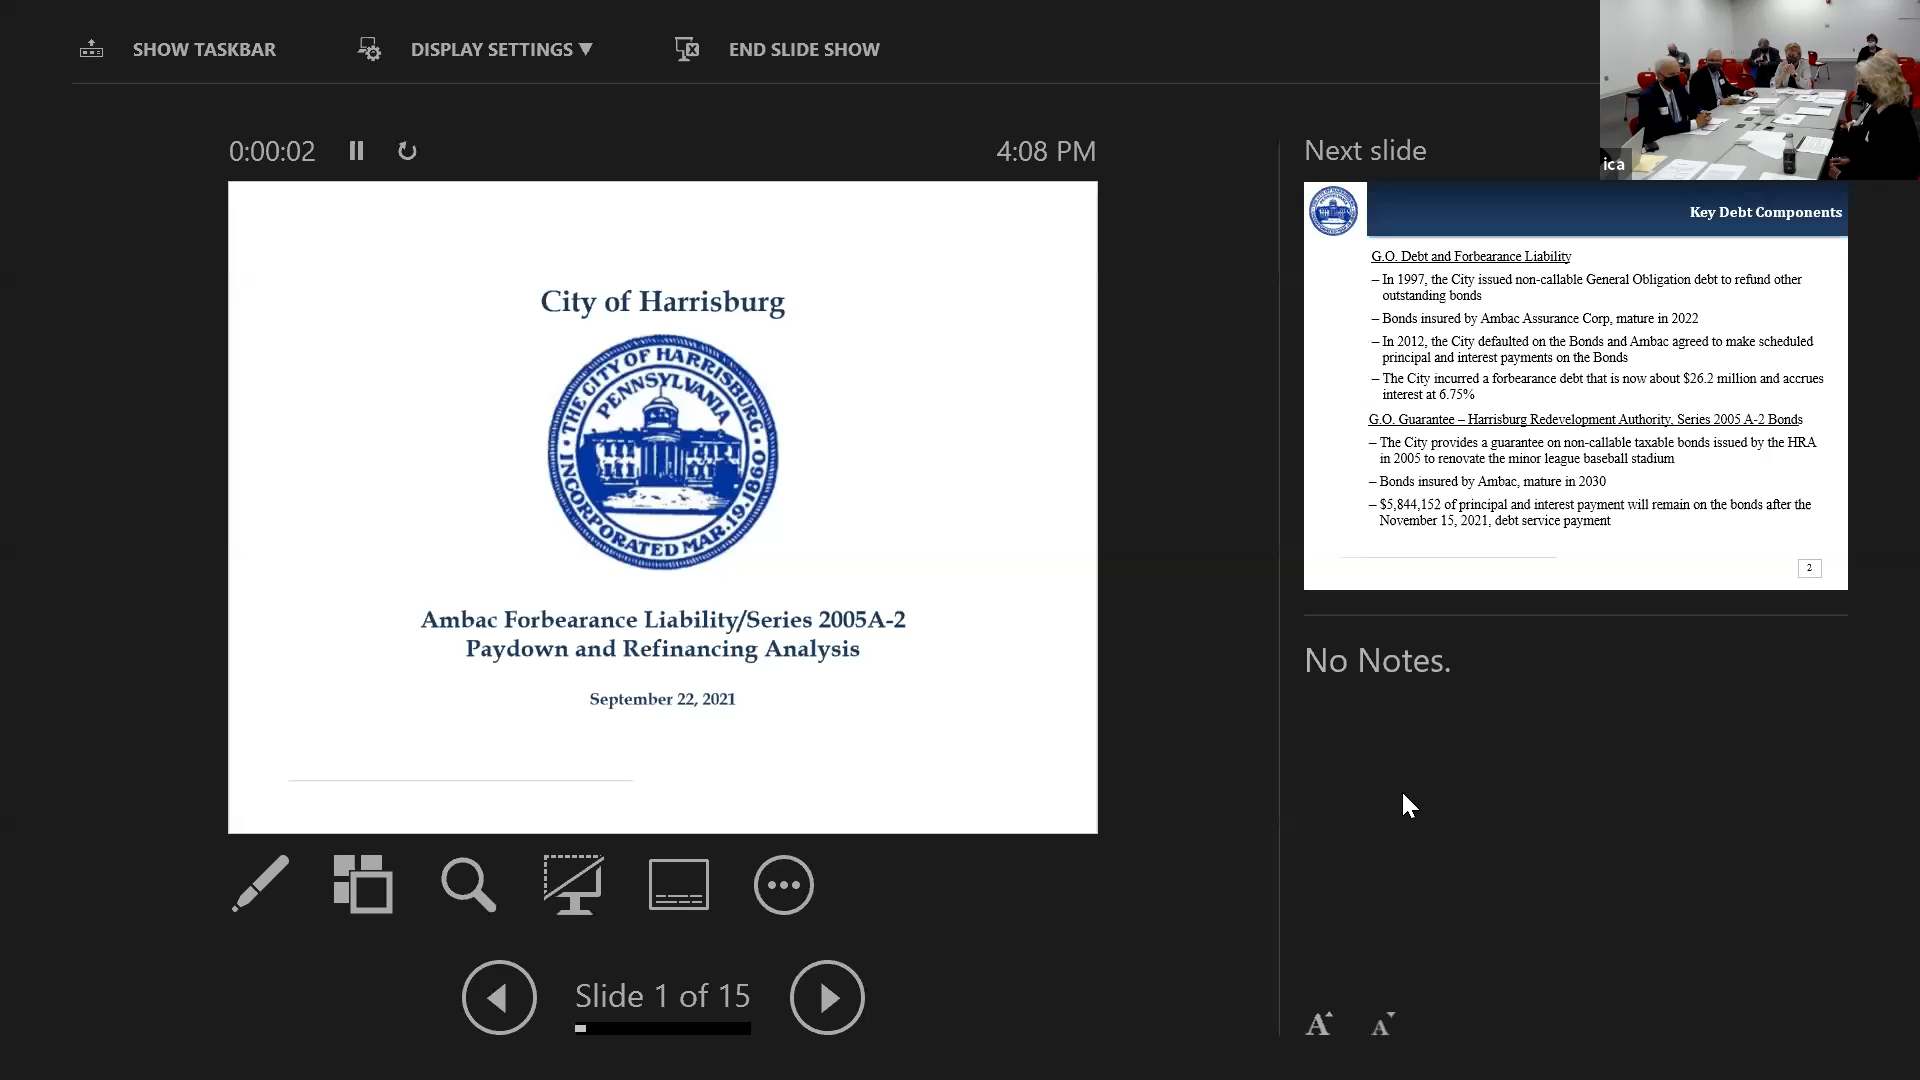 SHOW TASKBAR
DISPLAY SETTINGS ▼
END SLIDE SHOW
ica
0:00:02
4:08 PM
City of Harrisburg
THE CITY OF HARRISBURG
PENNSYLVANIA
INCORPORATED MAR.19.1860
Ambac Forbearance Liability/Series 2005A-2
Paydown and Refinancing Analysis
September 22, 2021
Slide 1 of 15
Next slide
Key Debt Components
G.O. Debt and Forbearance Liability
– In 1997, the City issued non-callable General Obligation debt to refund other
outstanding bonds
– Bonds insured by Ambac Assurance Corp, mature in 2022
– In 2012, the City defaulted on the Bonds and Ambac agreed to make scheduled
principal and interest payments on the Bonds
– The City incurred a forbearance debt that is now about $26.2 million and accrues
interest at 6.75%
G.O. Guarantee – Harrisburg Redevelopment Authority, Series 2005 A-2 Bonds
– The City provides a guarantee on non-callable taxable bonds issued by the HRA
in 2005 to renovate the minor league baseball stadium
– Bonds insured by Ambac, mature in 2030
– $5,844,152 of principal and interest payment will remain on the bonds after the
November 15, 2021, debt service payment
2
No Notes.
A A